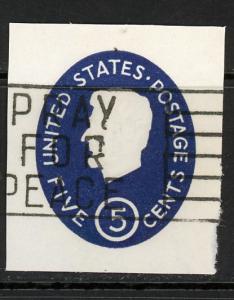 UNITED STATES · POSTAGE
FIVE 5 CENTS
PRAY
FOR
PEACE